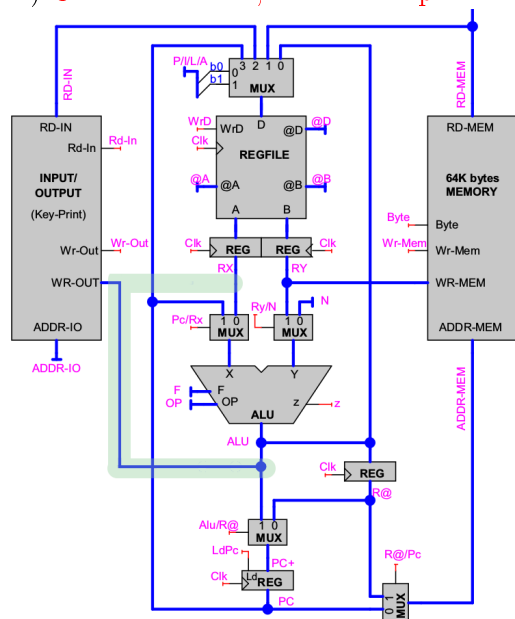 P/I/L/A
b0
b1
0
1
3 2 1 0
MUX
RD-IN
RD-MEM
RD-IN
Rd-In
Rd-In
INPUT/
OUTPUT
(Key-Print)
Wr-Out
Wr-Out
WR-OUT
ADDR-IO
ADDR-IO
WrD
WrD
D
@D
@D
Clk
REGFILE
@A
@A
@B
@B
A
B
Clk
REG
REG
Clk
RX
RY
RD-MEM
64K bytes
MEMORY
Byte
Byte
Wr-Mem
Wr-Mem
WR-MEM
ADDR-MEM
ADDR-MEM
Pc/Rx
1 0
MUX
Ry/N
1 0
MUX
N
X
Y
F
F
OP
OP
z
z
ALU
ALU
Clk
REG
R@
Alu/R@
1 0
MUX
LdPc
PC+
Clk
Ld
REG
PC
R@/Pc
0 1
MUX